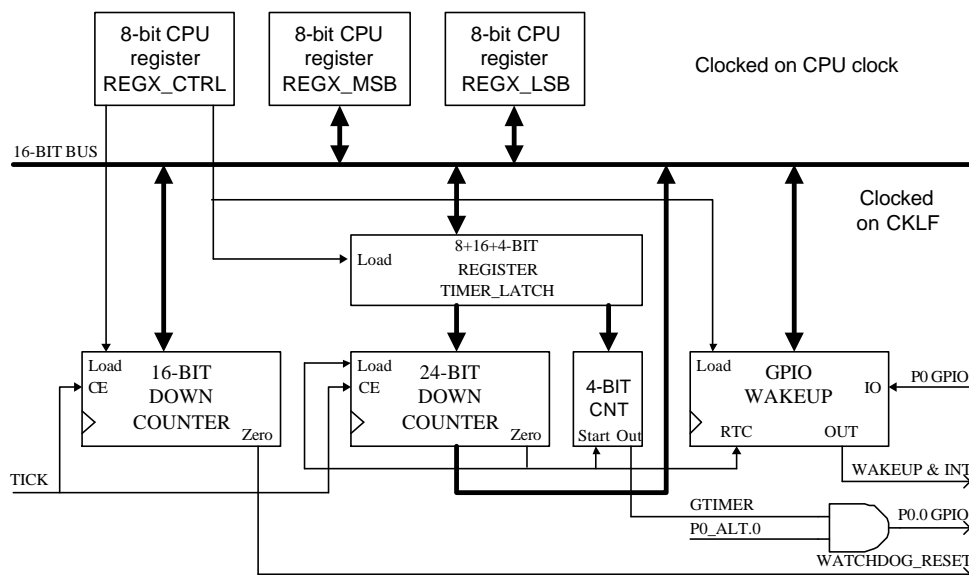 8-bit CPU
register
REGX_CTRL
8-bit CPU
register
REGX_MSB
8-bit CPU
register
REGX_LSB
Clocked on CPU clock
16-BIT BUS
Clocked
on CKLF
Load
8+16+4-BIT
REGISTER
TIMER_LATCH
Load
CE
16-BIT
DOWN
COUNTER
Zero
Load
CE
24-BIT
DOWN
COUNTER
Zero
4-BIT
CNT
Start Out
Load
GPIO
WAKEUP
IO
RTC
OUT
P0 GPIO
TICK
WAKEUP & INT
GTIMER
P0_ALT.0
P0.0 GPIO
WATCHDOG_RESET